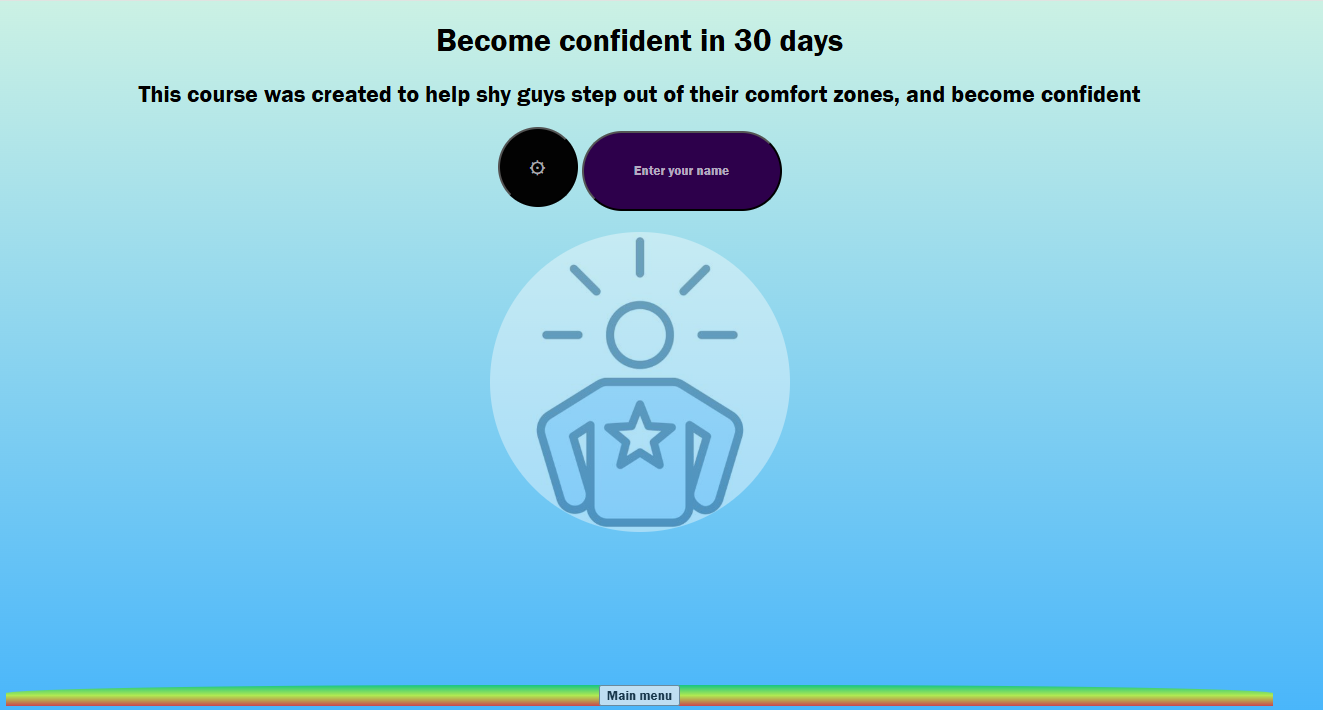 Become confident in 30 days
This course was created to help shy guys step out of their comfort zones, and become confident
Enter your name
Main menu